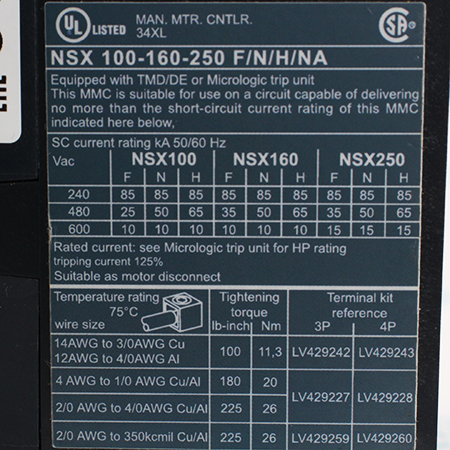 UL LISTED MAN. MTR. CNTLR.
34XL
NSX 100-160-250 F/N/H/NA
Equipped with TMD/DE or Micrologic trip unit
This MMC is suitable for use on a circuit capable of delivering
no more than the short-circuit current rating of this MMC
indicated here below,
SC current rating kA 50/60 Hz
Vac NSX100 NSX160 NSX250
F N H F N H F N H
240 85 85 85 85 85 85 85 85 85
480 25 50 65 35 50 65 35 50 65
600 10 10 10 10 10 10 15 15 15
Rated current: see Micrologic trip unit for HP rating
tripping current 125%
Suitable as motor disconnect
Temperature rating Tightening Terminal kit
75°C torque reference
wire size lb-inch Nm 3P 4P
14AWG to 3/0AWG Cu
12AWG to 4/0AWG Al 100 11,3 LV429242 LV429243
4 AWG to 1/0 AWG Cu/Al 180 20
LV429227 LV429228
2/0 AWG to 4/0AWG Cu/Al 225 26
2/0 AWG to 350kcmil Cu/Al 225 26 LV429259 LV429260